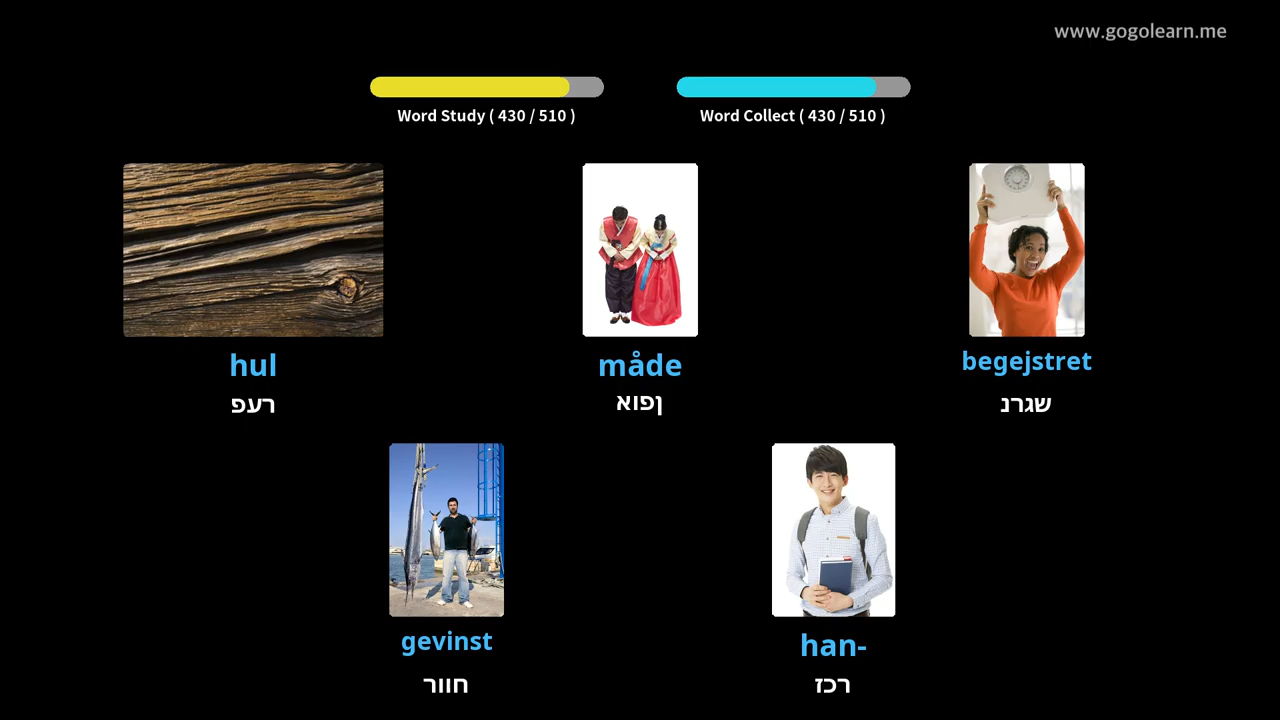 www.gogolearn.me
Word Study ( 430 / 510 )
Word Collect ( 430 / 510 )
hul
רעפ
måde
ןפוא
begejstret
שגרנ
gevinst
חוור
han-
רכז